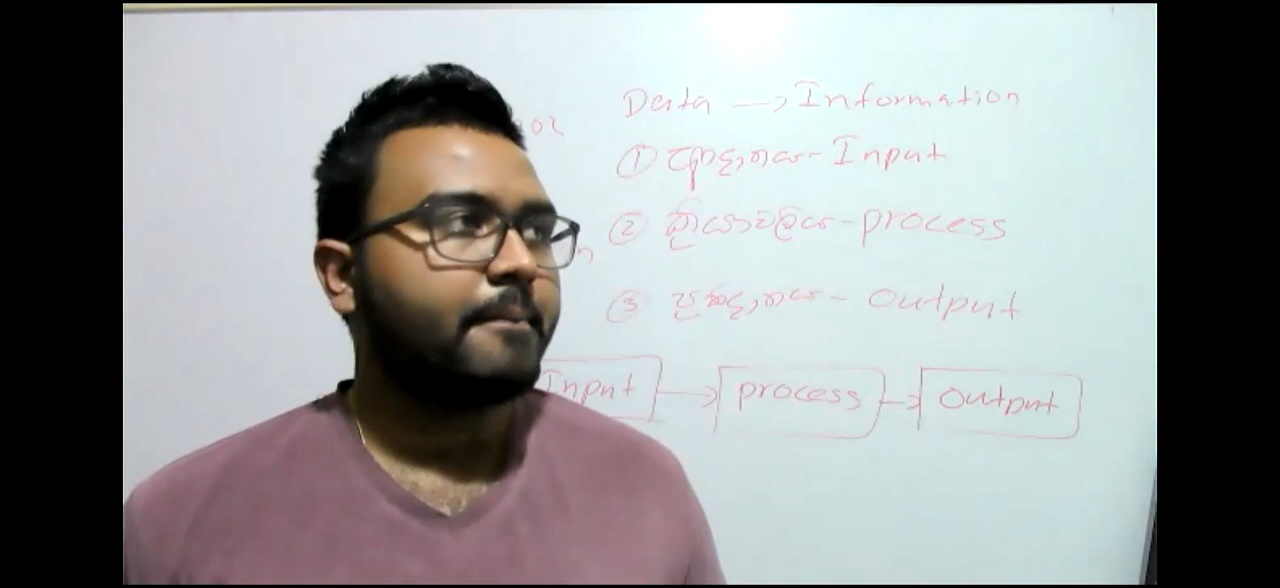 Data → Information
① ආදානය - Input
② ක්‍රියාවලිය - process
③ ප්‍රතිදානය - Output
Input → process → Output